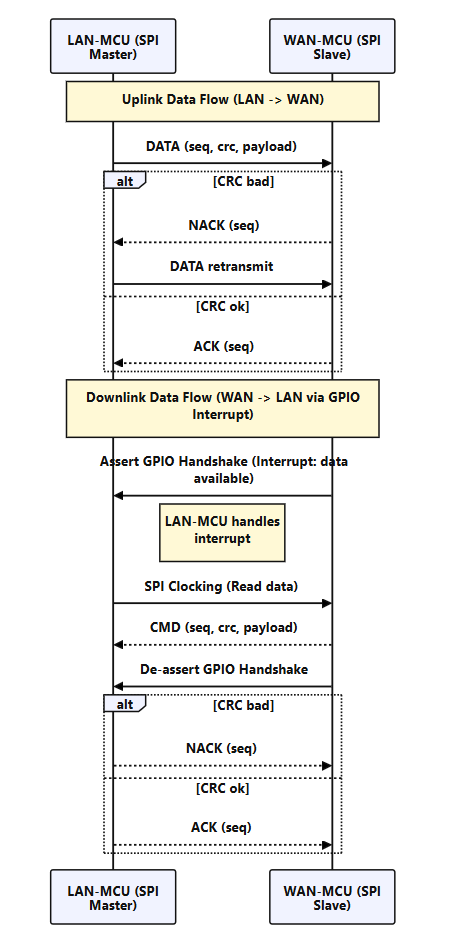 LAN-MCU (SPI
Master)
WAN-MCU (SPI
Slave)
Uplink Data Flow (LAN -> WAN)
DATA (seq, crc, payload)
alt
[CRC bad]
NACK (seq)
DATA retransmit
[CRC ok]
ACK (seq)
Downlink Data Flow (WAN -> LAN via GPIO
Interrupt)
Assert GPIO Handshake (Interrupt: data
available)
LAN-MCU handles
interrupt
SPI Clocking (Read data)
CMD (seq, crc, payload)
De-assert GPIO Handshake
alt
[CRC bad]
NACK (seq)
[CRC ok]
ACK (seq)
LAN-MCU (SPI
Master)
WAN-MCU (SPI
Slave)